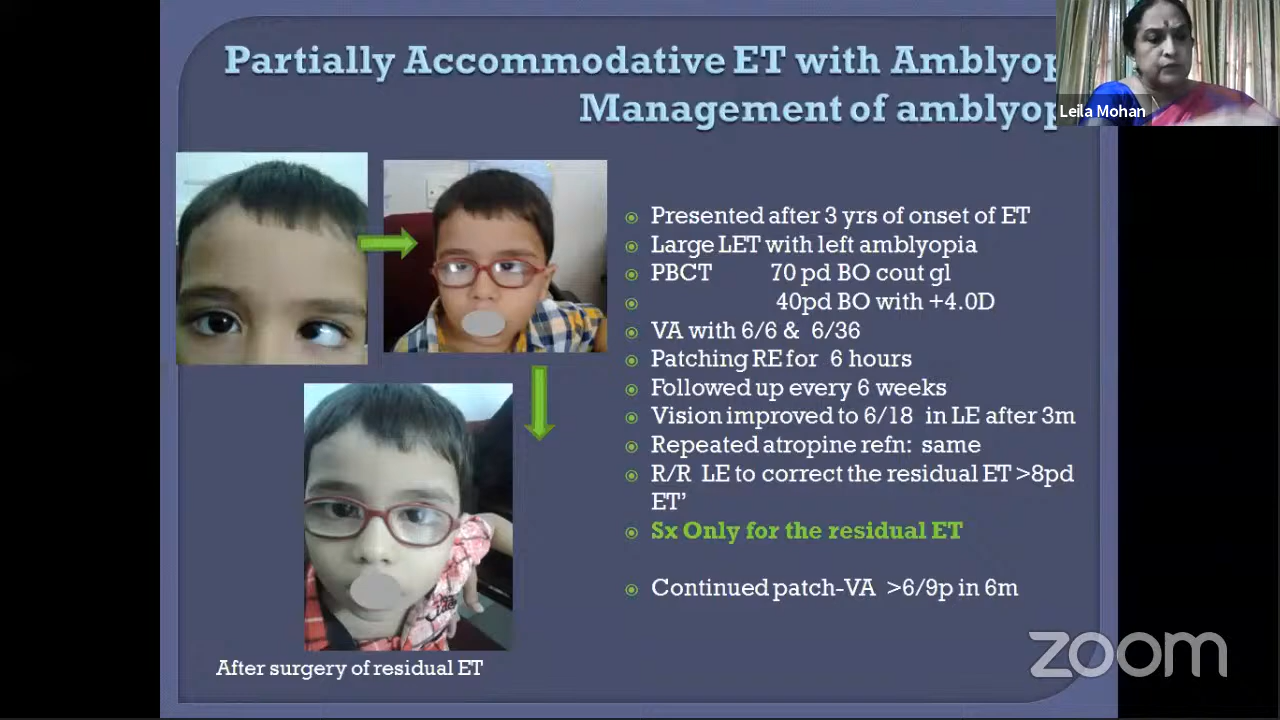 Partially Accommodative ET with Amblyop
Management of amblyop
Leila Mohan
Presented after 3 yrs of onset of ET
Large LET with left amblyopia
PBCT 70 pd BO cout gl
40pd BO with +4.0D
VA with 6/6 & 6/36
Patching RE for 6 hours
Followed up every 6 weeks
Vision improved to 6/18 in LE after 3m
Repeated atropine refn: same
R/R LE to correct the residual ET >8pd
ET’
Sx Only for the residual ET
Continued patch-VA >6/9p in 6m
After surgery of residual ET
zoom